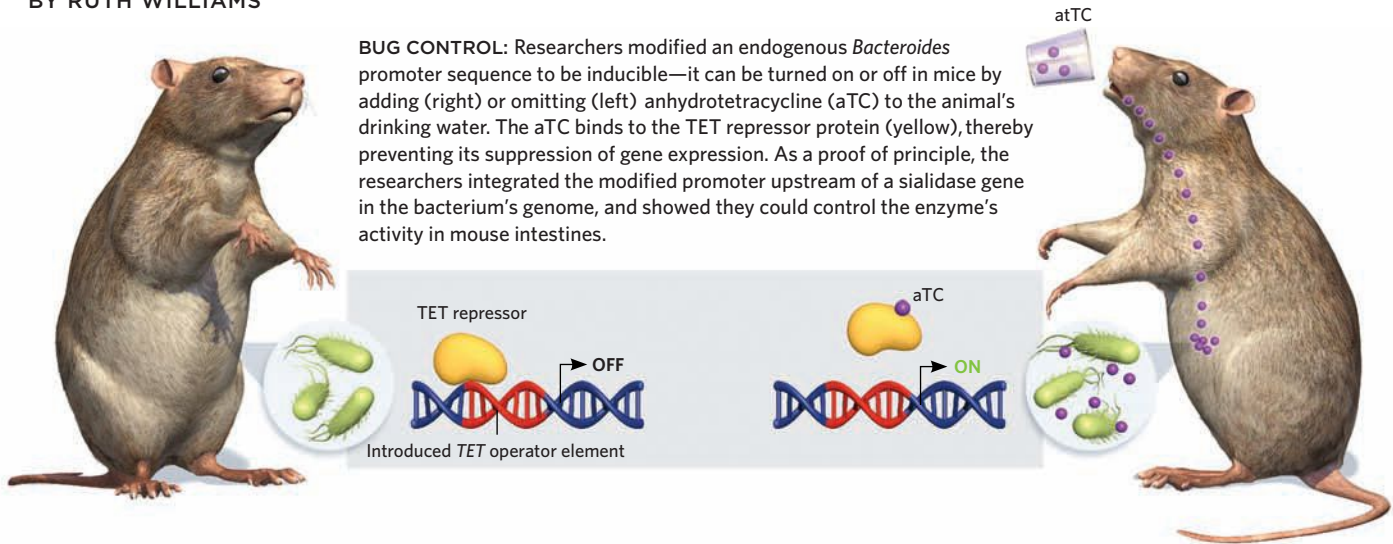 BY RUTH WILLIAMS
atTC
BUG CONTROL: Researchers modified an endogenous Bacteroides
promoter sequence to be inducible—it can be turned on or off in mice by
adding (right) or omitting (left) anhydrotetracycline (aTC) to the animal's
drinking water. The aTC binds to the TET repressor protein (yellow), thereby
preventing its suppression of gene expression. As a proof of principle, the
researchers integrated the modified promoter upstream of a sialidase gene
in the bacterium's genome, and showed they could control the enzyme's
activity in mouse intestines.
TET repressor
OFF
Introduced TET operator element
aTC
ON